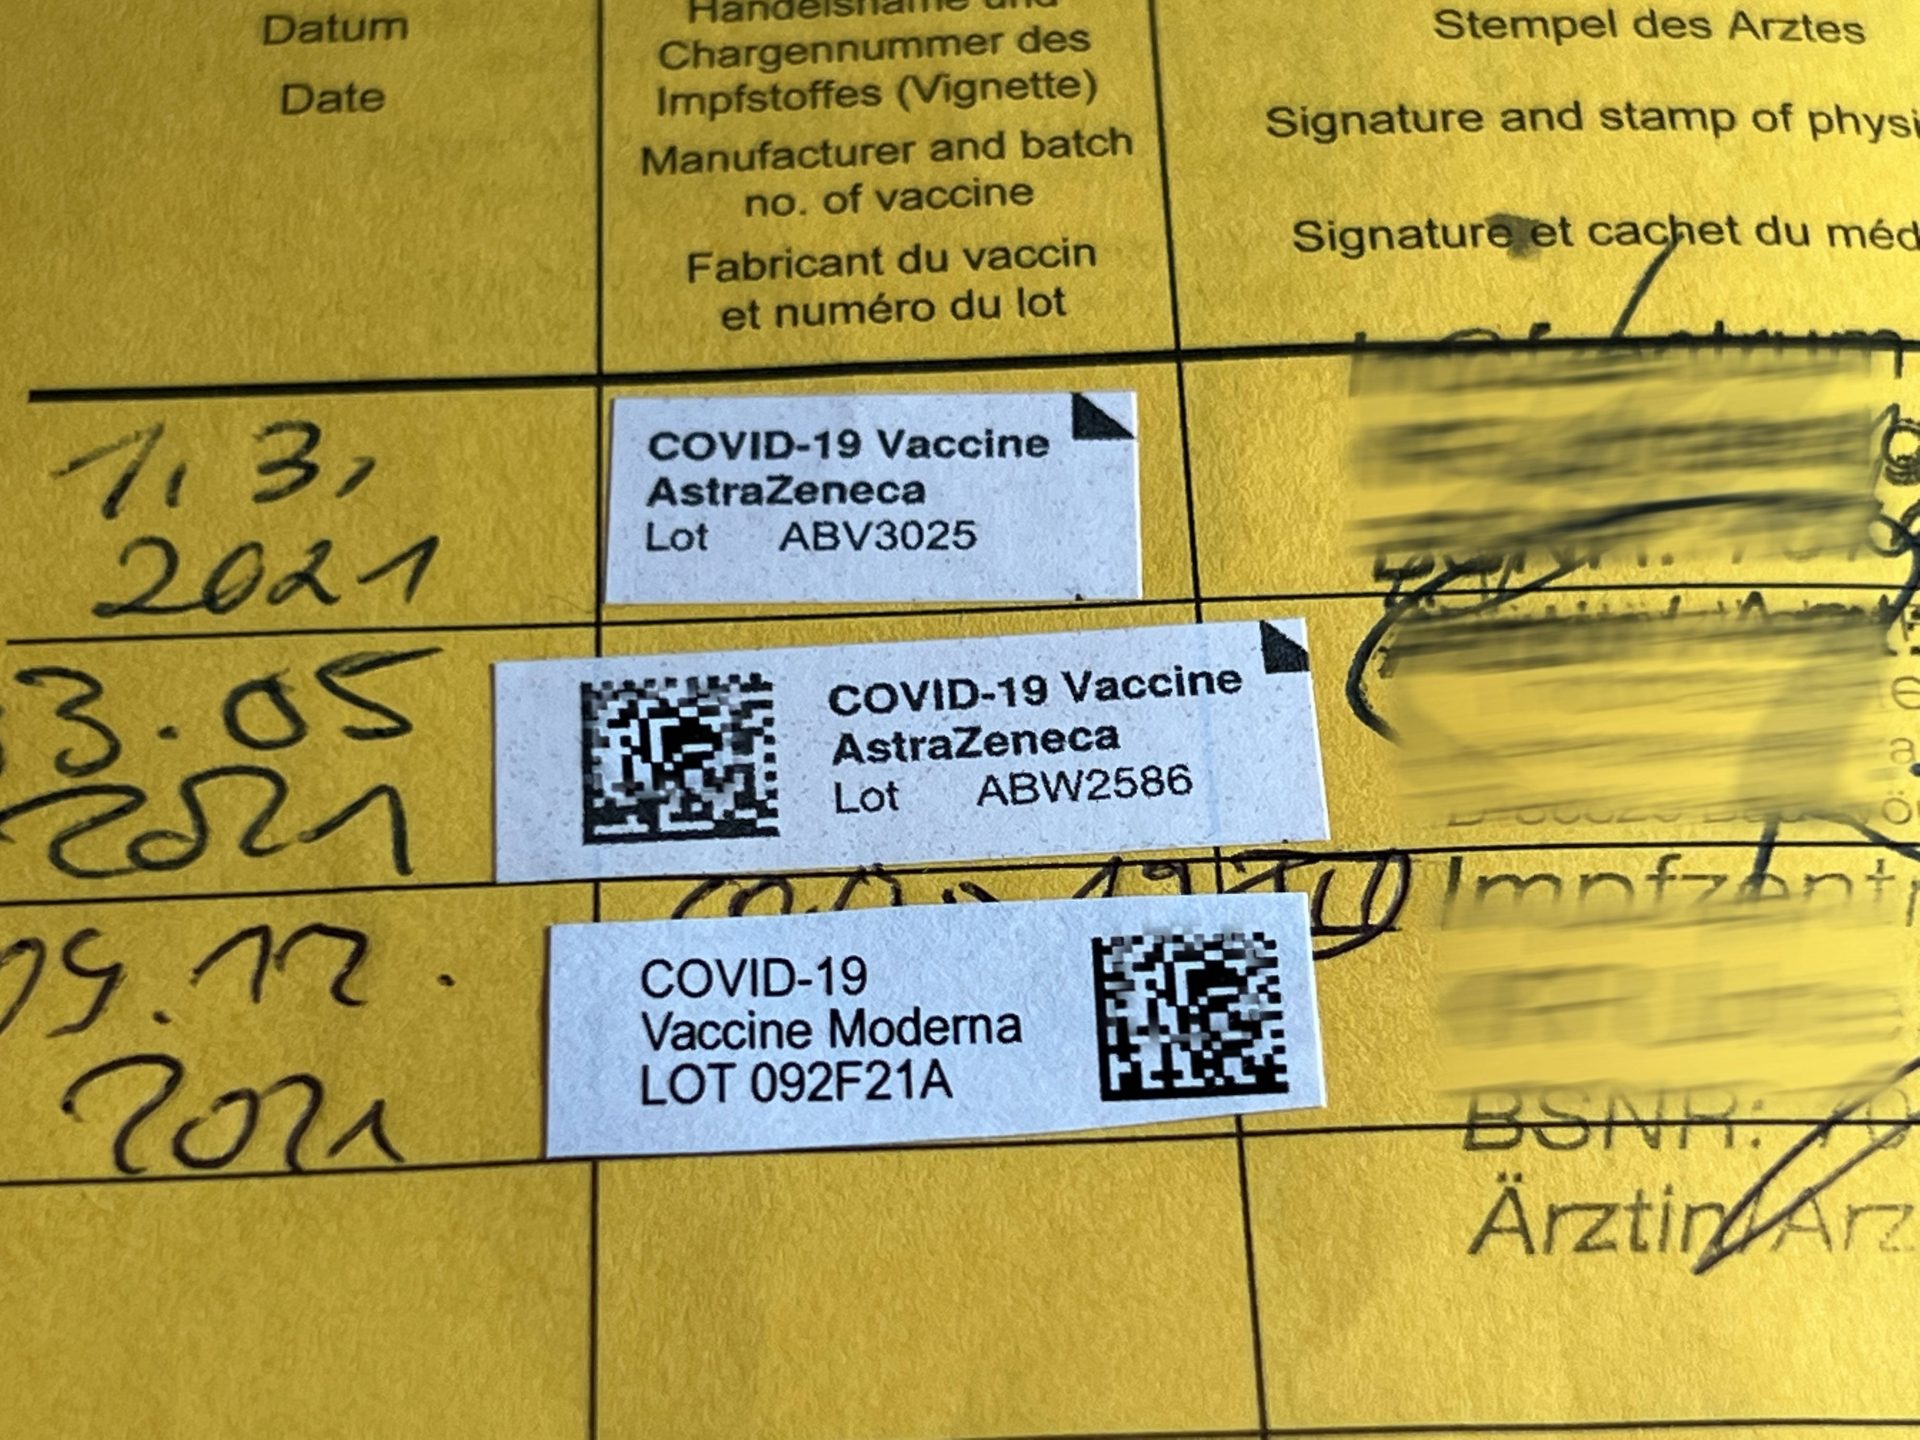 Datum
Date
Handelsname und
Chargennummer des
Impfstoffes (Vignette)
Manufacturer and batch
no. of vaccine
Fabricant du vaccin
et numéro du lot
Stempel des Arztes
Signature and stamp of physi
Signature et cachet du méd
1. 3.
2021
COVID-19 Vaccine
AstraZeneca
Lot ABV3025
3.05
2021
COVID-19 Vaccine
AstraZeneca
Lot ABW2586
12.
2021
COVID-19
Vaccine Moderna
LOT 092F21A
Impfzentr
BSNR: 70
Ärztin/Arz